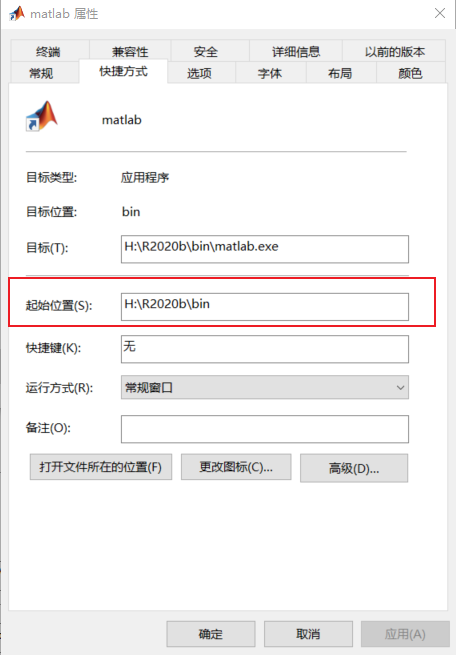 matlab 属性
终端 兼容性 安全 详细信息 以前的版本
常规 快捷方式 选项 字体 布局 颜色
matlab
目标类型: 应用程序
目标位置: bin
目标(T): H:\R2020b\bin\matlab.exe
起始位置(S): H:\R2020b\bin
快捷键(K): 无
运行方式(R): 常规窗口
备注(O):
打开文件所在的位置(F) 更改图标(C)... 高级(D)...
确定 取消 应用(A)